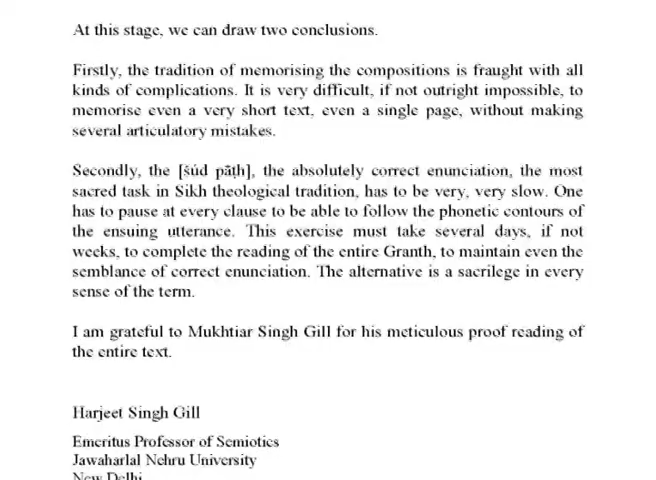 At this stage, we can draw two conclusions.
Firstly, the tradition of memorising the compositions is fraught with all
kinds of complications. It is very difficult, if not outright impossible, to
memorise even a very short text, even a single page, without making
several articulatory mistakes.
Secondly, the [šúd pāṭh], the absolutely correct enunciation, the most
sacred task in Sikh theological tradition, has to be very, very slow. One
has to pause at every clause to be able to follow the phonetic contours of
the ensuing utterance. This exercise must take several days, if not
weeks, to complete the reading of the entire Granth, to maintain even the
semblance of correct enunciation. The alternative is a sacrilege in every
sense of the term.
I am grateful to Mukhtiar Singh Gill for his meticulous proof reading of
the entire text.
Harjeet Singh Gill
Emeritus Professor of Semiotics
Jawaharlal Nehru University
New Delhi